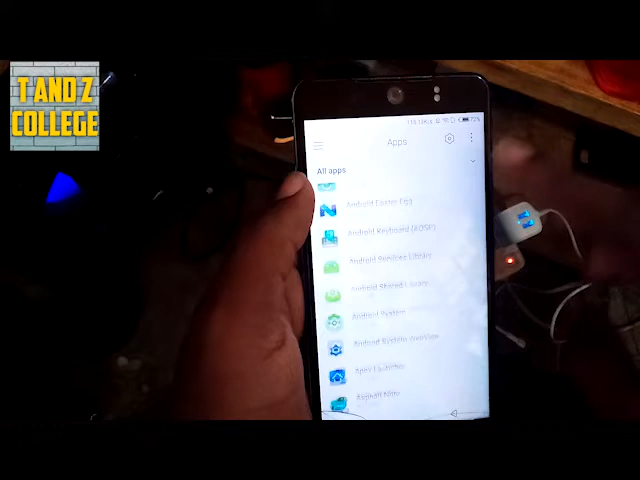 T AND Z
COLLEGE
Apps
All apps
Android Easter Egg
Android Keyboard (AOSP)
Android Services Library
Android Shared Library
Android System
Android System WebView
Apex Launcher